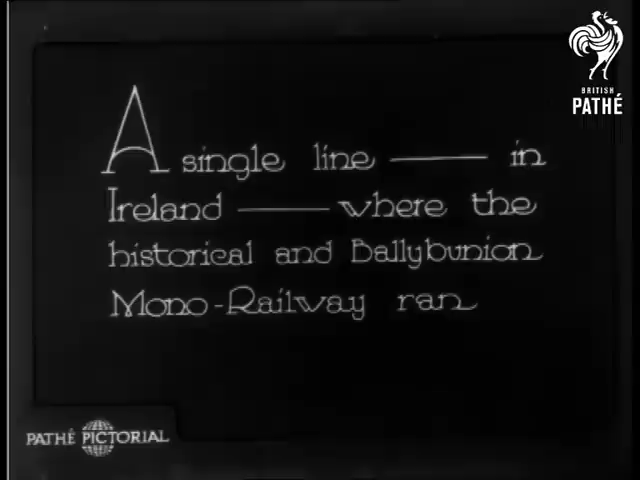 BRITISH
PATHÉ
A single line —— in
Ireland —— where the
historical and Ballybunion
Mono-Railway ran
PATHÉ PICTORIAL